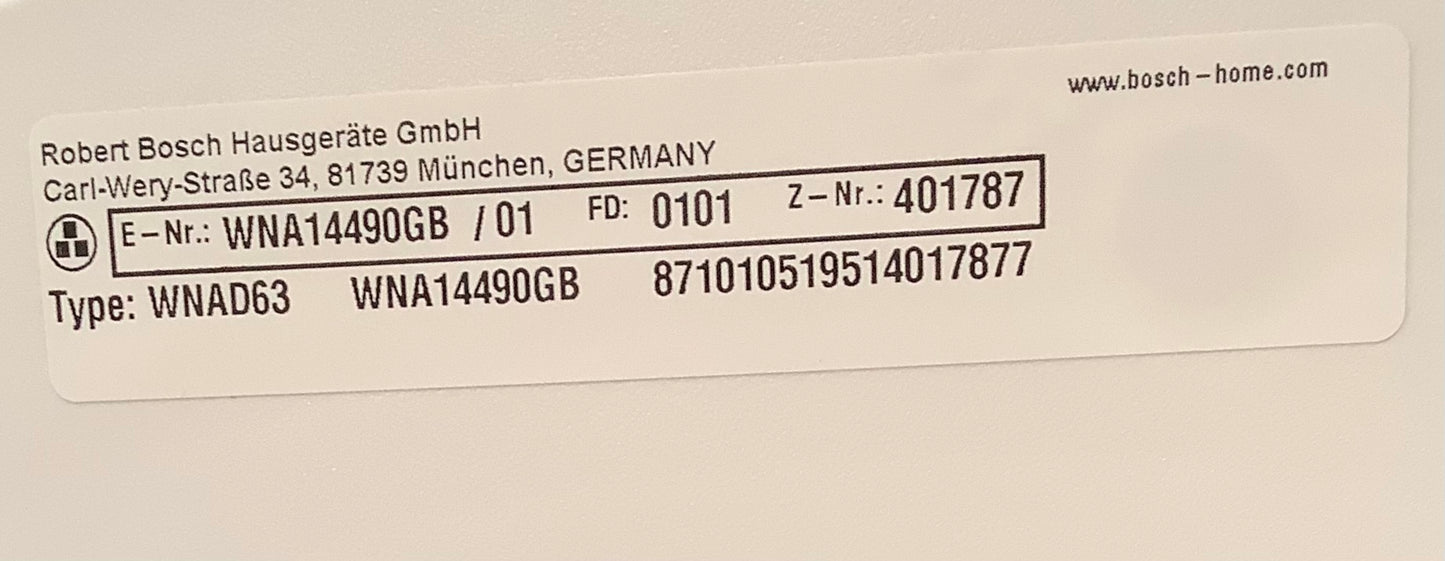 www.bosch-home.com
Robert Bosch Hausgeräte GmbH
Carl-Wery-Straße 34, 81739 München, GERMANY
E-Nr.: WNA14490GB /01 FD: 0101 Z-Nr.: 401787
Type: WNAD63 WNA14490GB 871010519514017877